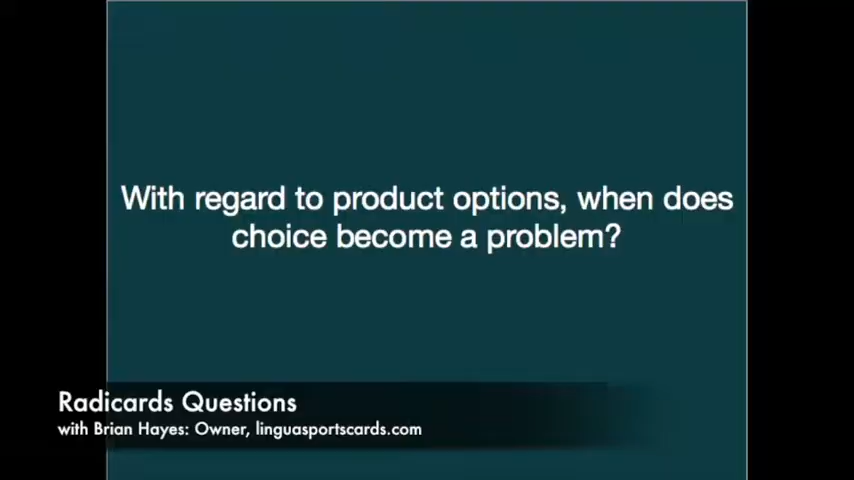 With regard to product options, when does
choice become a problem?
Radicards Questions
with Brian Hayes: Owner, linguasportscards.com